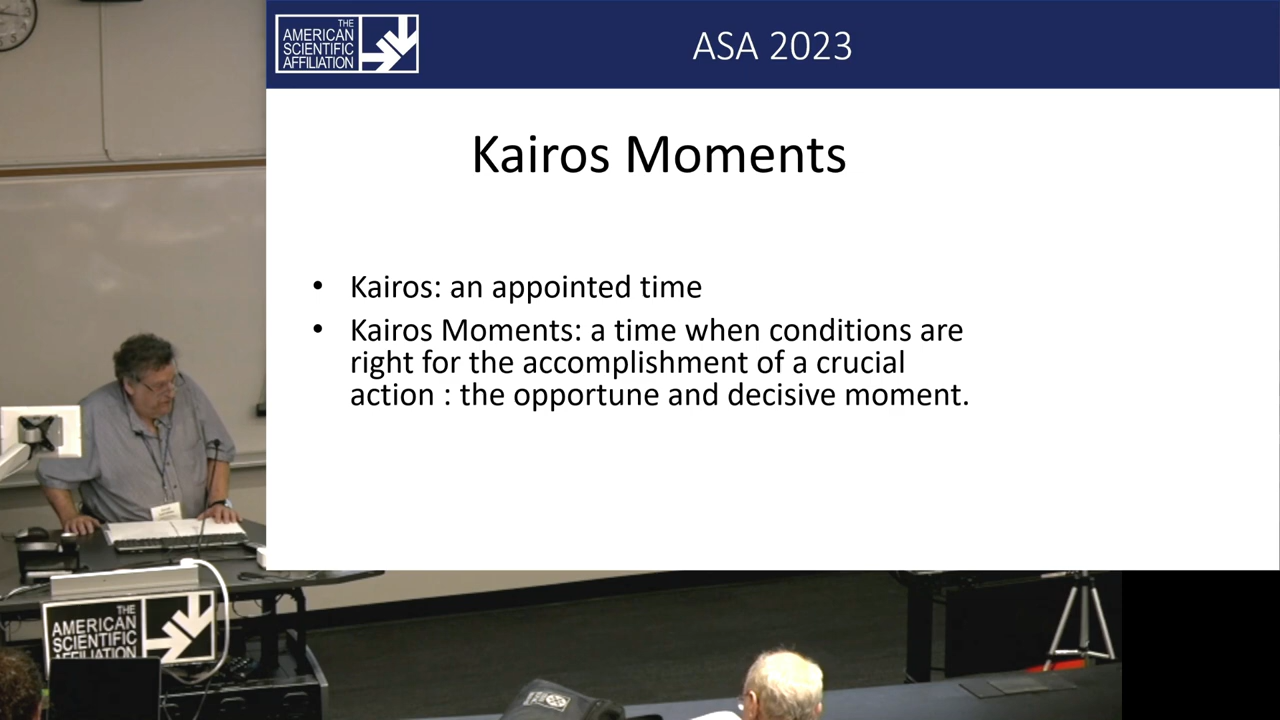 THE
AMERICAN
SCIENTIFIC
AFFILIATION
ASA 2023
Kairos Moments
• Kairos: an appointed time
• Kairos Moments: a time when conditions are
right for the accomplishment of a crucial
action : the opportune and decisive moment.
THE
AMERICAN
SCIENTIFIC
AFFILIATION